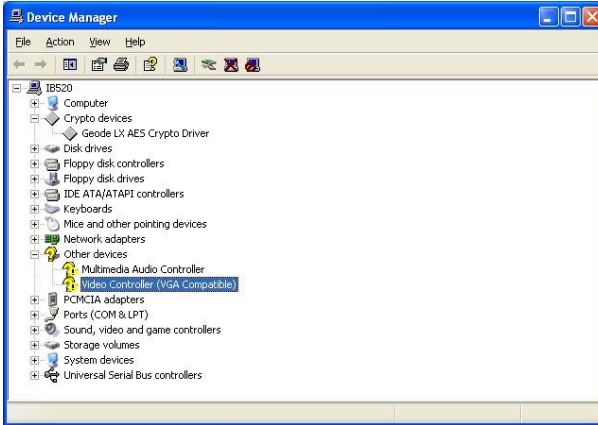 Device Manager
File Action View Help
IB520
Computer
Crypto devices
Geode LX AES Crypto Driver
Disk drives
Floppy disk controllers
Floppy disk drives
IDE ATA/ATAPI controllers
Keyboards
Mice and other pointing devices
Network adapters
Other devices
Multimedia Audio Controller
Video Controller (VGA Compatible)
PCMCIA adapters
Ports (COM & LPT)
Sound, video and game controllers
Storage volumes
System devices
Universal Serial Bus controllers